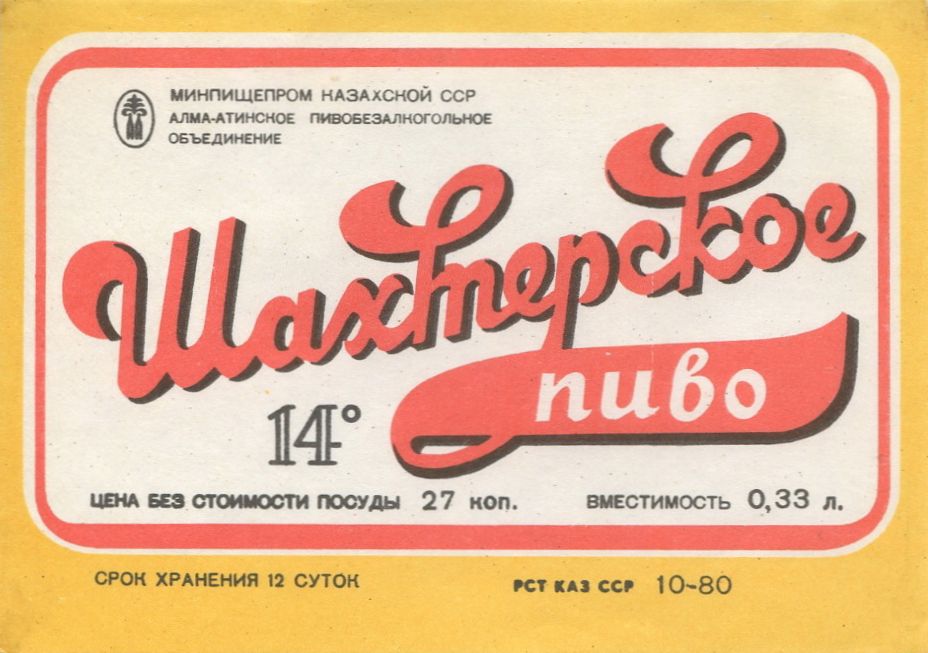 МИНПИЩЕПРОМ КАЗАХСКОЙ ССР
АЛМА-АТИНСКОЕ ПИВОБЕЗАЛКОГОЛЬНОЕ
ОБЪЕДИНЕНИЕ
Шахтерское
пиво
14°
ЦЕНА БЕЗ СТОИМОСТИ ПОСУДЫ 27 коп. ВМЕСТИМОСТЬ 0,33 л.
СРОК ХРАНЕНИЯ 12 СУТОК РСТ КАЗ ССР 10-80